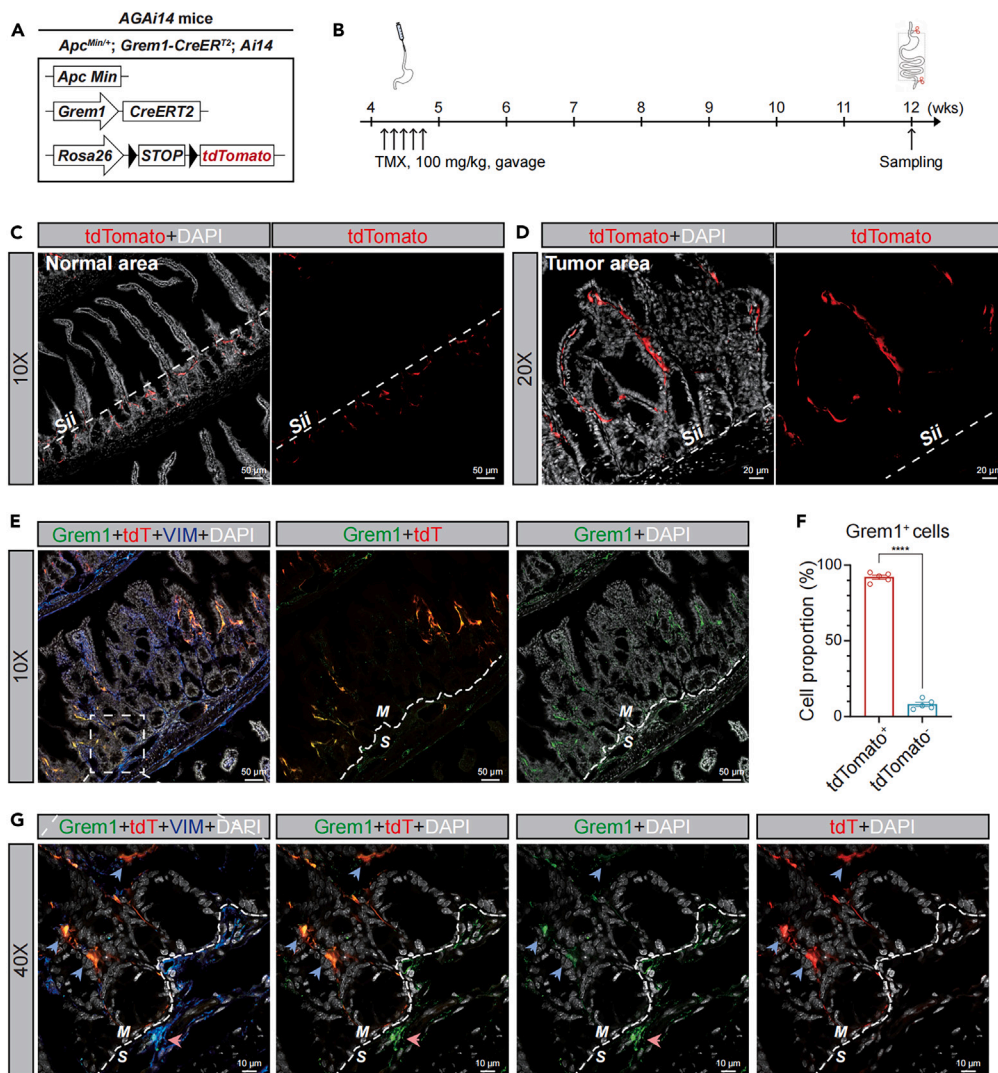 A
AGAi14 mice
Apc^Min/+; Grem1-CreER^T2; Ai14
Apc Min
Grem1 CreERT2
Rosa26 STOP tdTomato
B
4 5 6 7 8 9 10 11 12 (wks)
TMX, 100 mg/kg, gavage
Sampling
C
tdTomato+DAPI tdTomato
10X
Normal area
Sii
50 μm
Sii
50 μm
D
tdTomato+DAPI tdTomato
20X
Tumor area
Sii
20 μm
Sii
20 μm
E
Grem1+tdT+VIM+DAPI Grem1+tdT Grem1+DAPI
10X
50 μm
M
S
50 μm
M
S
50 μm
F
Grem1+ cells
****
Cell proportion (%)
100
50
0
tdTomato+
tdTomato-
G
Grem1+tdT+VIM+DAPI Grem1+tdT+DAPI Grem1+DAPI tdT+DAPI
40X
M
S
10 μm
M
S
10 μm
M
S
10 μm
M
S
10 μm